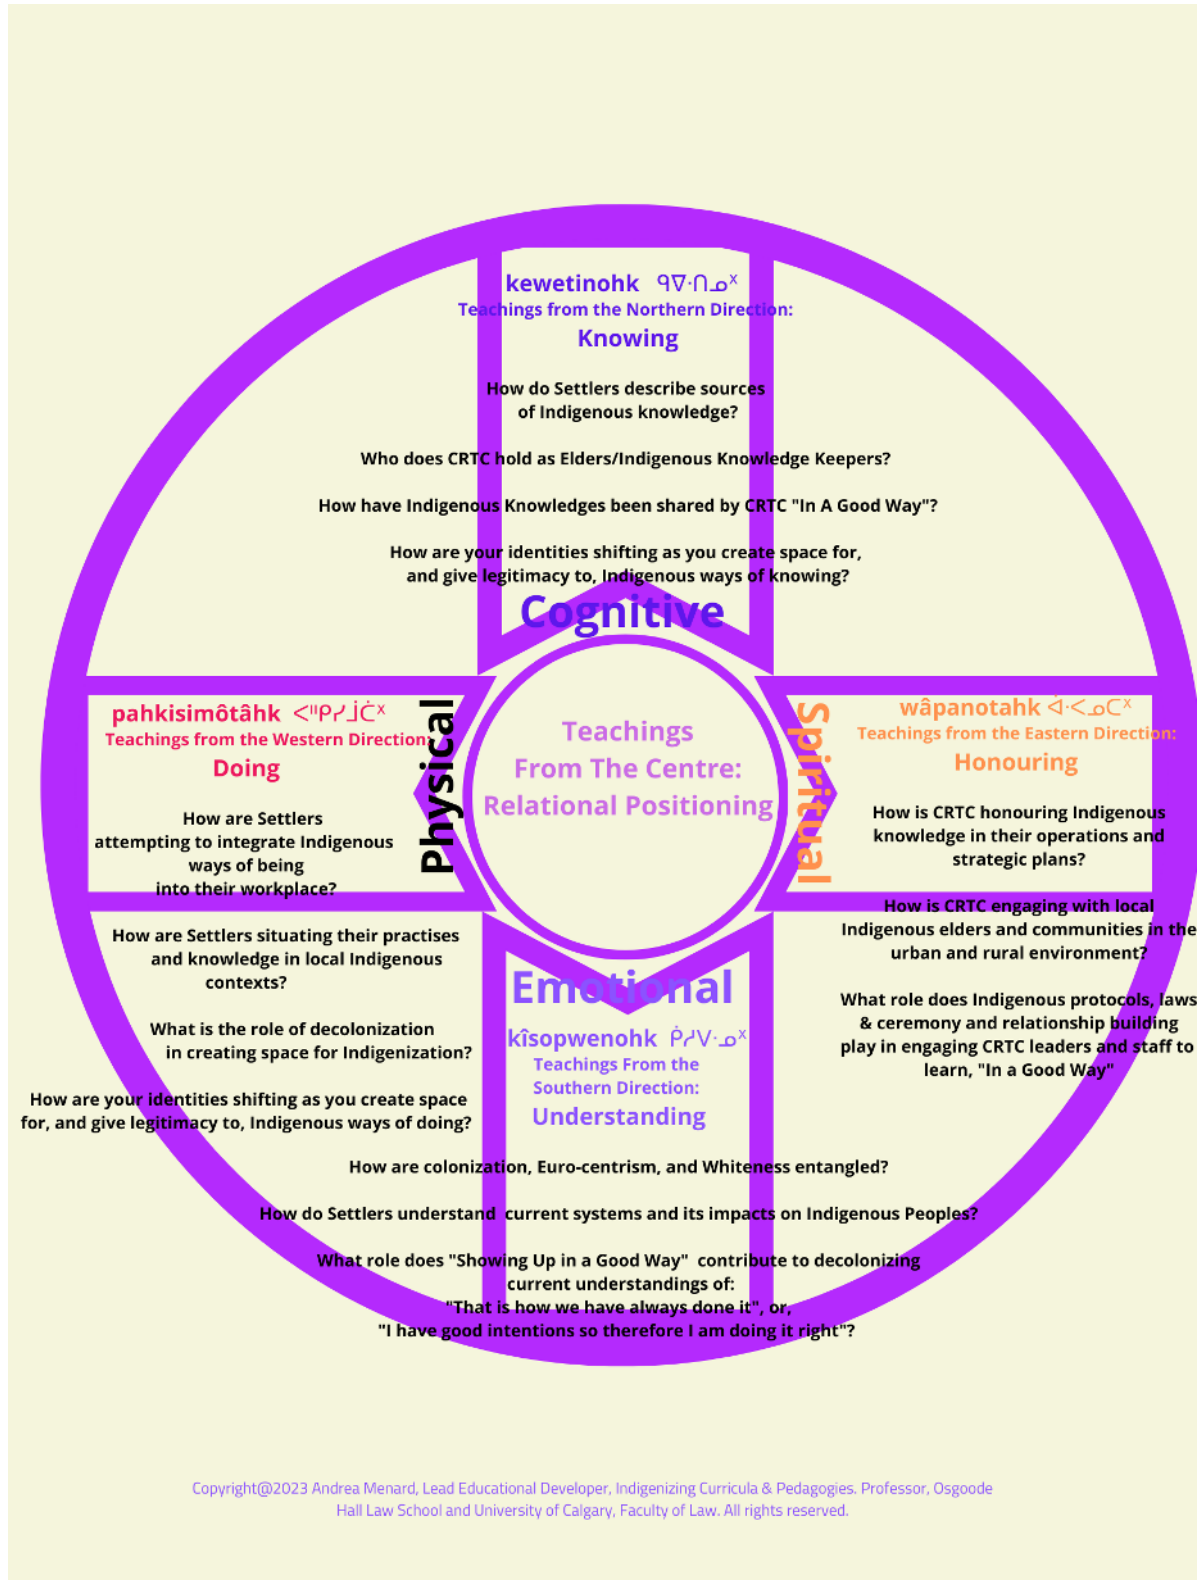 kewetinohk ᑫᐍᑎᓄᕽ
Teachings from the Northern Direction:
Knowing
How do Settlers describe sources
of Indigenous knowledge?
Who does CRTC hold as Elders/Indigenous Knowledge Keepers?
How have Indigenous Knowledges been shared by CRTC "In A Good Way"?
How are your identities shifting as you create space for,
and give legitimacy to, Indigenous ways of knowing?
Cognitive
pahkisimôtâhk ᐸᐦᑭᓯᒨᑖᕽ
Teachings from the Western Direction:
Doing
How are Settlers
attempting to integrate Indigenous
ways of being
into their workplace?
How are Settlers situating their practises
and knowledge in local Indigenous
contexts?
What is the role of decolonization
in creating space for Indigenization?
How are your identities shifting as you create space
for, and give legitimacy to, Indigenous ways of doing?
Physical
Teachings
From The Centre:
Relational Positioning
Spiritual
wâpanotahk ᐚᐸᓄᑕᕽ
Teachings from the Eastern Direction:
Honouring
How is CRTC honouring Indigenous
knowledge in their operations and
strategic plans?
How is CRTC engaging with local
Indigenous elders and communities in the
urban and rural environment?
What role does Indigenous protocols, laws
& ceremony and relationship building
play in engaging CRTC leaders and staff to
learn, "In a Good Way"
Emotional
kîsopwenohk ᑮᓱᐻᓄᕽ
Teachings From the
Southern Direction:
Understanding
How are colonization, Euro-centrism, and Whiteness entangled?
How do Settlers understand current systems and its impacts on Indigenous Peoples?
What role does "Showing Up in a Good Way" contribute to decolonizing
current understandings of:
"That is how we have always done it", or,
"I have good intentions so therefore I am doing it right"?
Copyright@2023 Andrea Menard, Lead Educational Developer, Indigenizing Curricula & Pedagogies. Professor, Osgoode
Hall Law School and University of Calgary, Faculty of Law. All rights reserved.